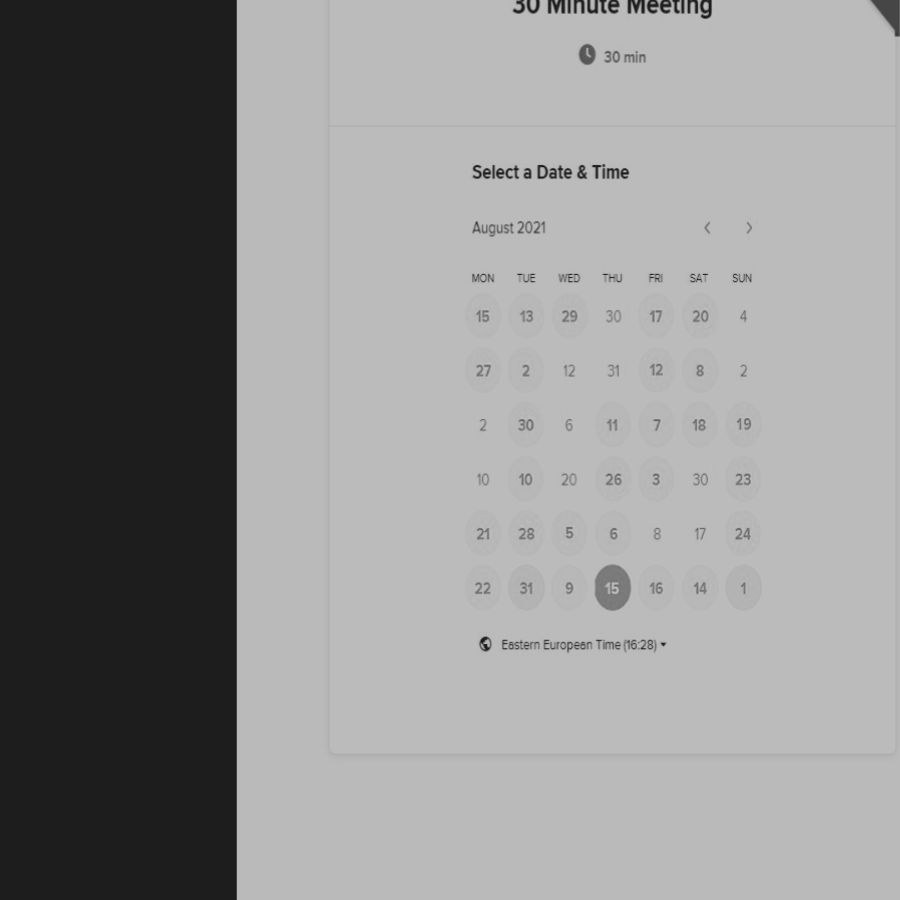 30 Minute Meeting
30 min
Select a Date & Time
August 2021
MON TUE WED THU FRI SAT SUN
15 13 29 30 17 20 4
27 2 12 31 12 8 2
2 30 6 11 7 18 19
10 10 20 26 3 30 23
21 28 5 6 8 17 24
22 31 9 15 16 14 1
Eastern European Time (16:28)